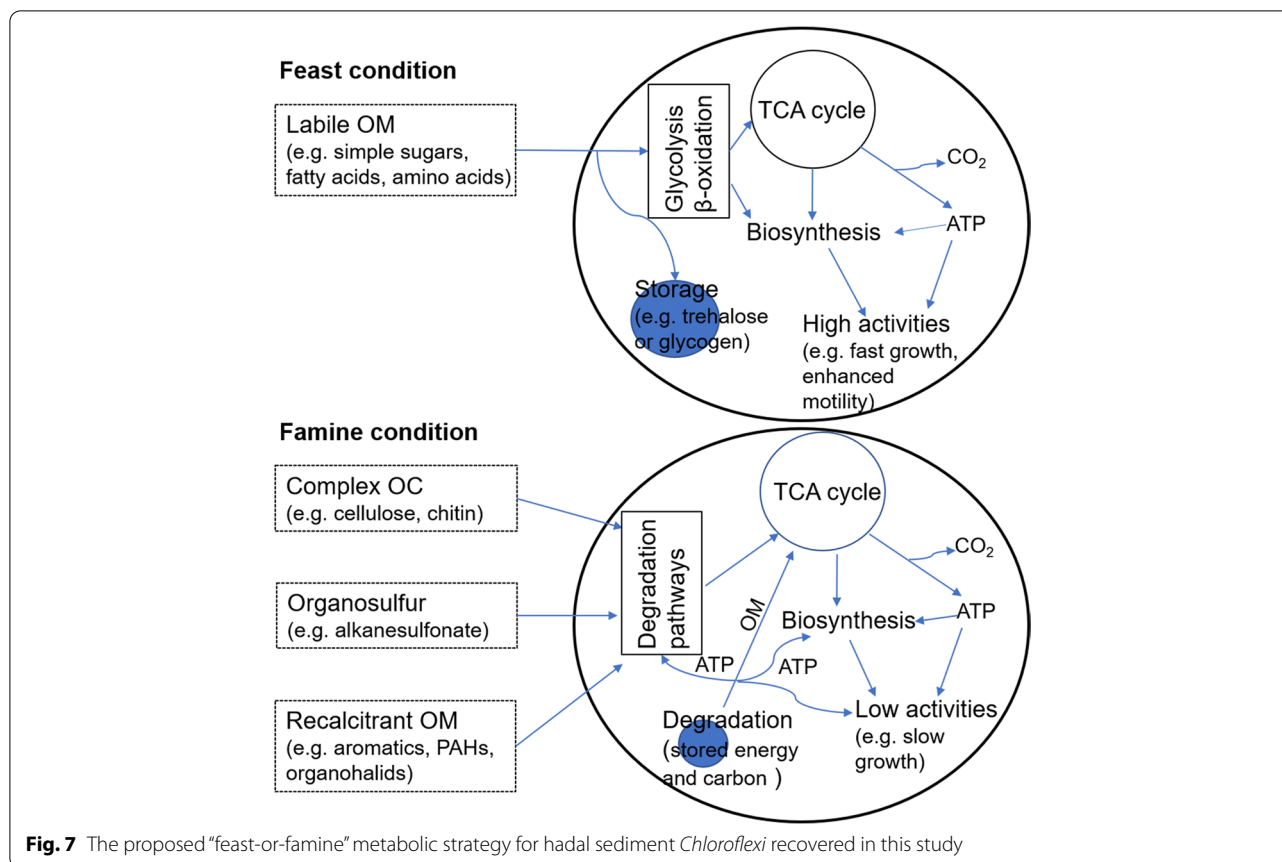 Feast condition
Labile OM
(e.g. simple sugars,
fatty acids, amino acids)
Glycolysis
β-oxidation
TCA cycle
CO₂
ATP
Biosynthesis
Storage
(e.g. trehalose
or glycogen)
High activities
(e.g. fast growth,
enhanced
motility)
Famine condition
Complex OC
(e.g. cellulose, chitin)
Organosulfur
(e.g. alkanesulfonate)
Recalcitrant OM
(e.g. aromatics, PAHs,
organohalids)
Degradation
pathways
TCA cycle
CO₂
ATP
OM
Biosynthesis
ATP
ATP
Degradation
(stored energy
and carbon )
Low activities
(e.g. slow
growth)
Fig. 7 The proposed “feast-or-famine” metabolic strategy for hadal sediment Chloroflexi recovered in this study